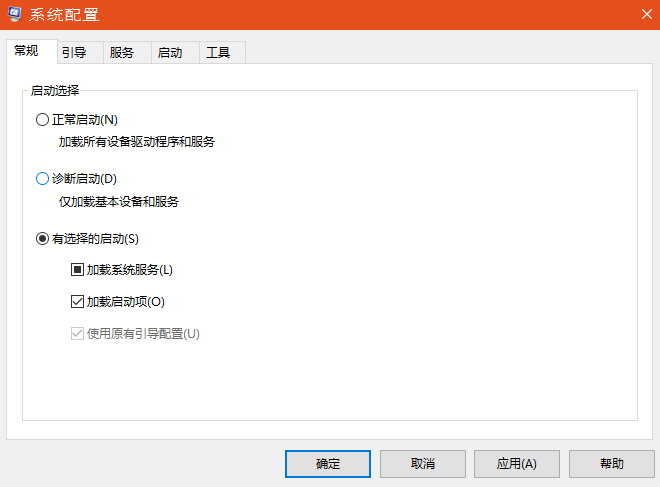 系统配置
常规 引导 服务 启动 工具
启动选择
正常启动(N)
加载所有设备驱动程序和服务
诊断启动(D)
仅加载基本设备和服务
有选择的启动(S)
加载系统服务(L)
加载启动项(O)
使用原有引导配置(U)
确定 取消 应用(A) 帮助